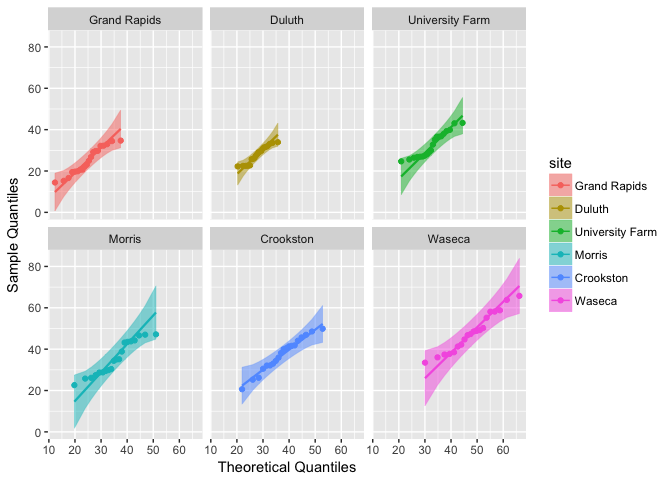 Grand Rapids Duluth University Farm
80
60
40
20
0
Morris Crookston Waseca
80
60
40
20
0
10 20 30 40 50 60 10 20 30 40 50 60 10 20 30 40 50 60
Theoretical Quantiles
Sample Quantiles
site
Grand Rapids
Duluth
University Farm
Morris
Crookston
Waseca